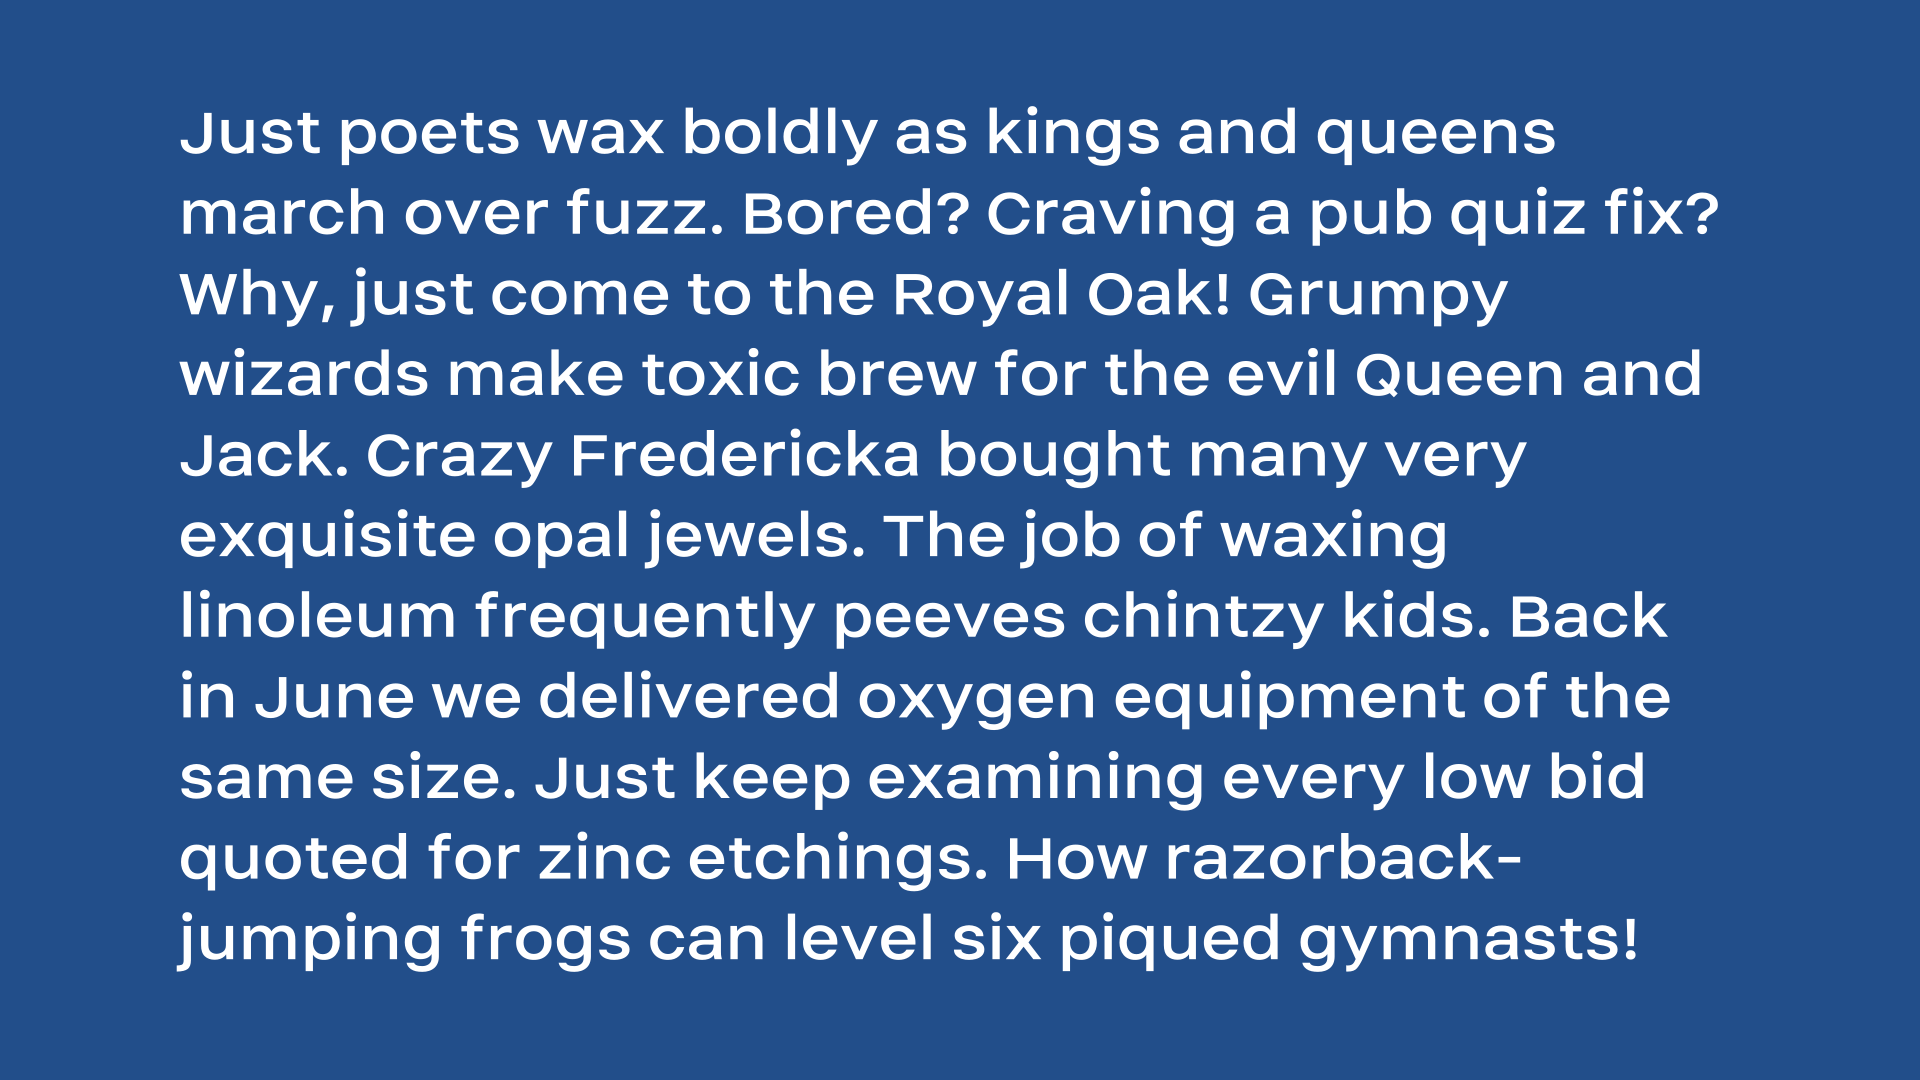 Just poets wax boldly as kings and queens
march over fuzz. Bored? Craving a pub quiz fix?
Why, just come to the Royal Oak! Grumpy
wizards make toxic brew for the evil Queen and
Jack. Crazy Fredericka bought many very
exquisite opal jewels. The job of waxing
linoleum frequently peeves chintzy kids. Back
in June we delivered oxygen equipment of the
same size. Just keep examining every low bid
quoted for zinc etchings. How razorback-
jumping frogs can level six piqued gymnasts!